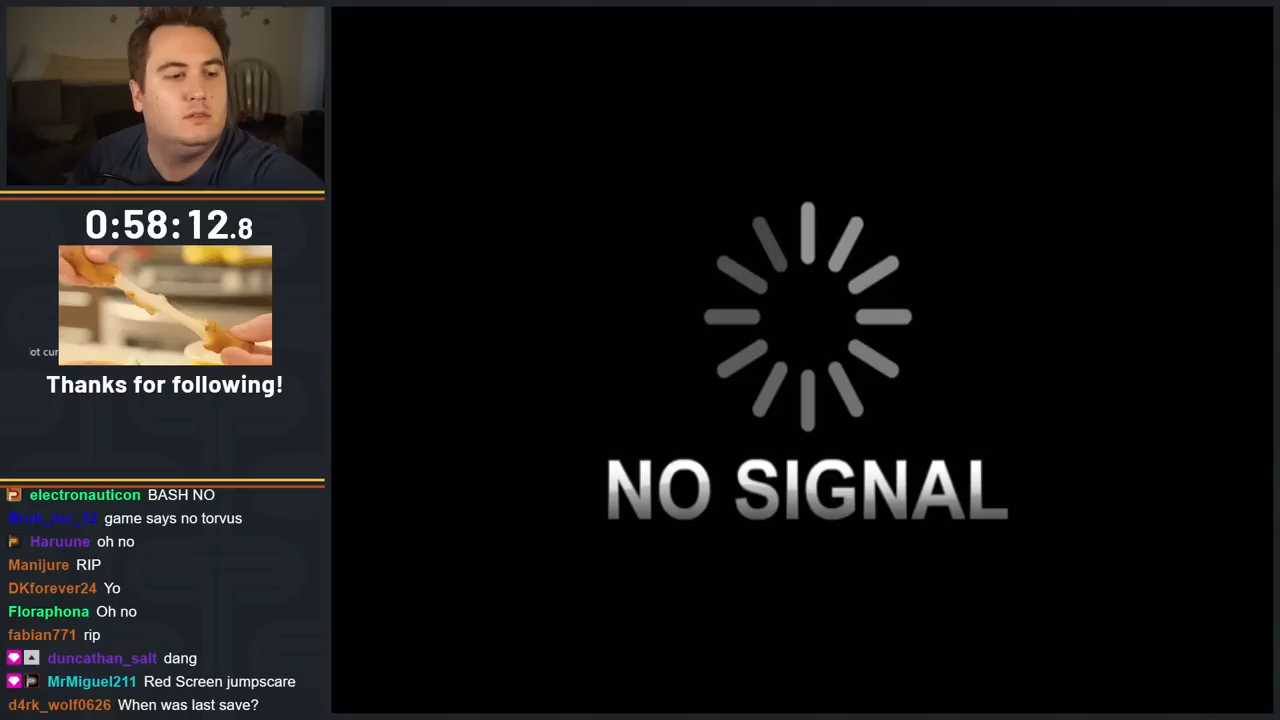 0:58:12.8
Thanks for following!
electronauticon BASH NO
Bruh_Inc_52 game says no torvus
Haruune oh no
Manijure RIP
DKforever24 Yo
Floraphona Oh no
fabian771 rip
duncathan_salt dang
MrMiguel211 Red Screen jumpscare
d4rk_wolf0626 When was last save?
NO SIGNAL